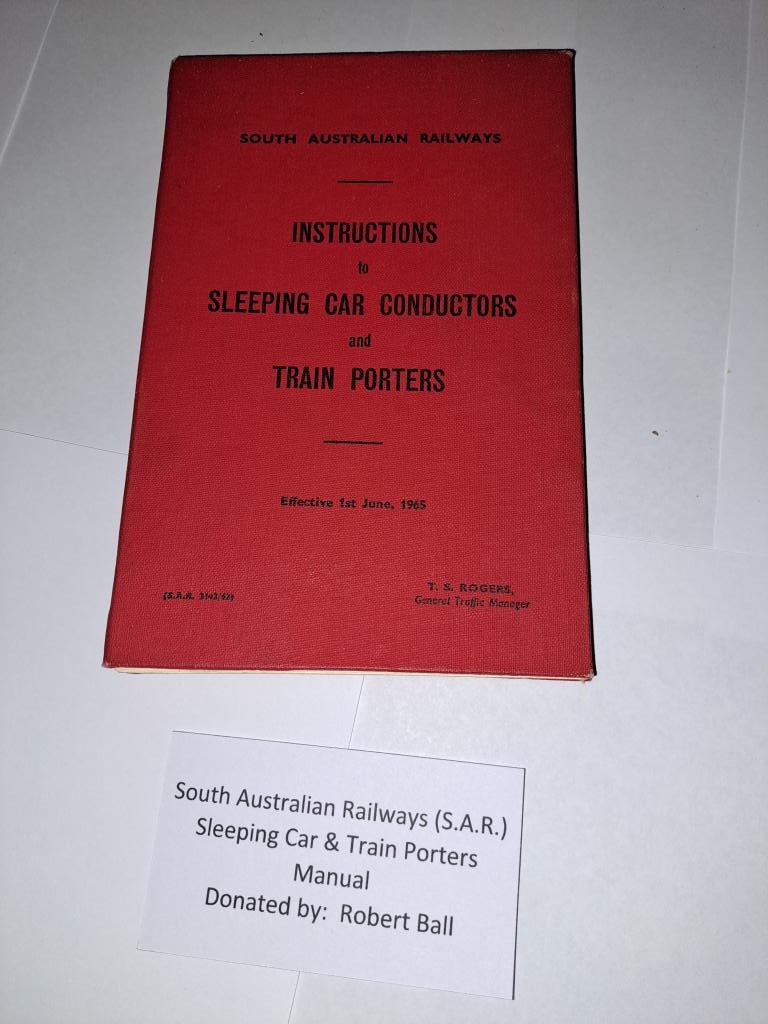 SOUTH AUSTRALIAN RAILWAYS
INSTRUCTIONS
to
SLEEPING CAR CONDUCTORS
and
TRAIN PORTERS
Effective 1st June, 1965
T. S. ROGERS,
General Traffic Manager
(S.A.R.
South Australian Railways (S.A.R.)
Sleeping Car & Train Porters
Manual
Donated by: Robert Ball